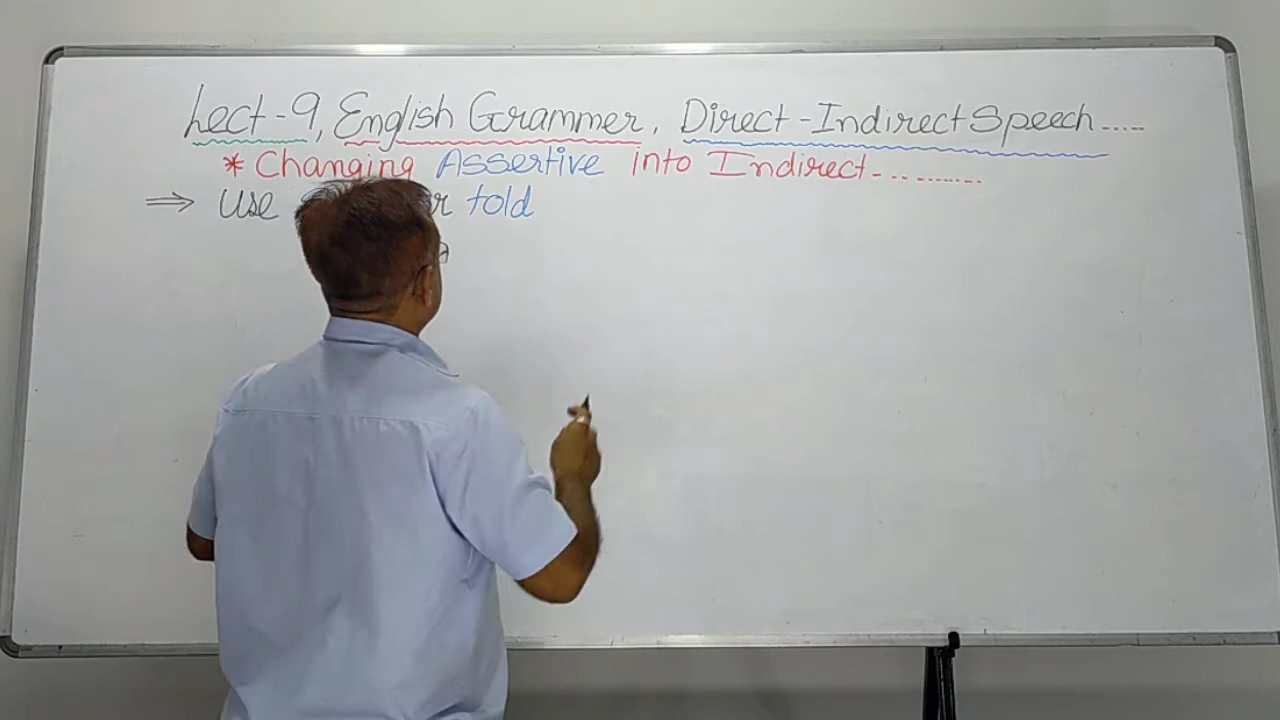 Lect-9, English Grammer, Direct-Indirect Speech.....
* Changing Assertive into Indirect-.........
⇒ Use told